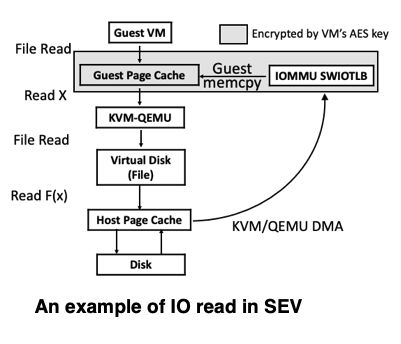 Guest VM
Encrypted by VM's AES key
File Read
Guest Page Cache
Guest
memcpy
IOMMU SWIOTLB
Read X
KVM-QEMU
File Read
Virtual Disk
(File)
Read F(x)
Host Page Cache
KVM/QEMU DMA
Disk
An example of IO read in SEV